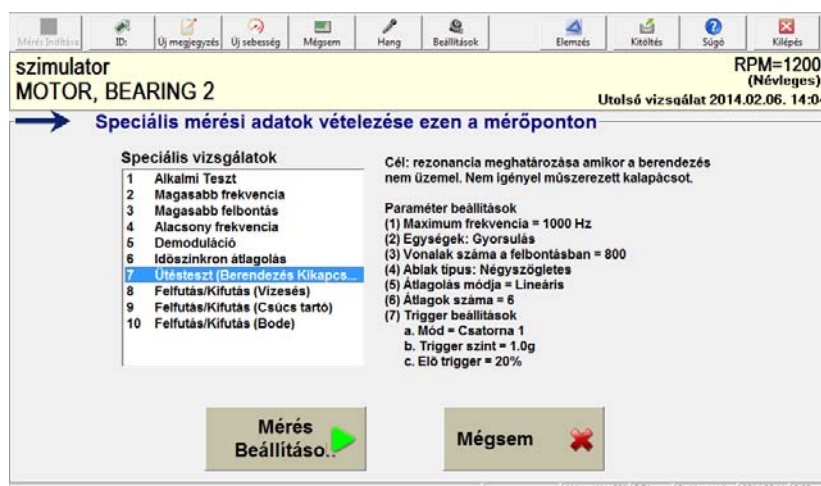 Mérés Indítása
ID:
Új megjegyzés
Új sebesség
Mégsem
Hang
Beállítások
Elemzés
Kitöltés
Súgó
Kilépés
szimulator
RPM=1200
(Névleges)
MOTOR, BEARING 2
Utolsó vizsgálat 2014.02.06. 14:0
Speciális mérési adatok vételezése ezen a mérőponton
Speciális vizsgálatok
1 Alkalmi Teszt
2 Magasabb frekvencia
3 Magasabb felbontás
4 Alacsony frekvencia
5 Demoduláció
6 Időszinkron átlagolás
7 Ütésteszt (Berendezés Kikapcs...
8 Felfutás/Kifutás (Vizesés)
9 Felfutás/Kifutás (Csúcs tartó)
10 Felfutás/Kifutás (Bode)
Cél: rezonancia meghatározása amikor a berendezés
nem üzemel. Nem igényel műszerezett kalapácsot.
Paraméter beállítások
(1) Maximum frekvencia = 1000 Hz
(2) Egységek: Gyorsulás
(3) Vonalak száma a felbontásban = 800
(4) Ablak típus: Négyszögletes
(5) Átlagolás módja = Lineáris
(6) Átlagok száma = 6
(7) Trigger beállítások
a. Mód = Csatorna 1
b. Trigger szint = 1.0g
c. Elő trigger = 20%
Mérés
Beállításo..
Mégsem